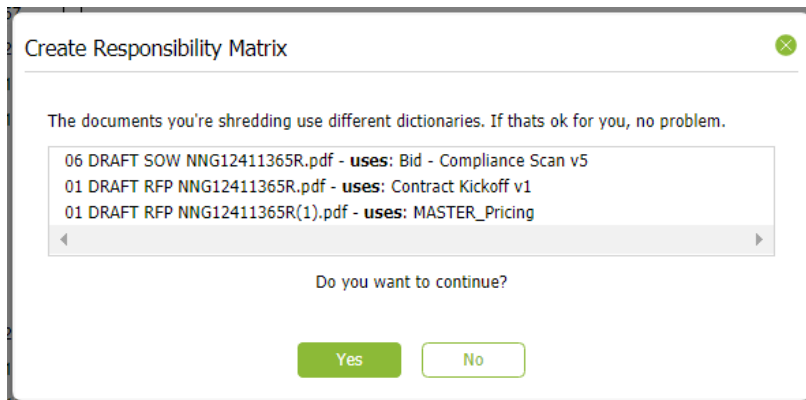 Create Responsibility Matrix
The documents you're shredding use different dictionaries. If thats ok for you, no problem.
06 DRAFT SOW NNG12411365R.pdf - uses: Bid - Compliance Scan v5
01 DRAFT RFP NNG12411365R.pdf - uses: Contract Kickoff v1
01 DRAFT RFP NNG12411365R(1).pdf - uses: MASTER_Pricing
Do you want to continue?
Yes
No